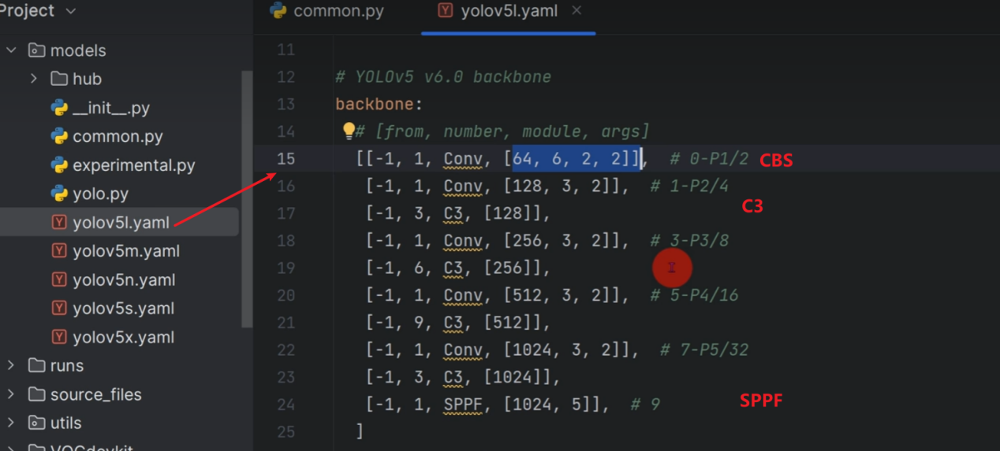 Project
common.py
yolov5l.yaml
models
hub
__init__.py
common.py
experimental.py
yolo.py
yolov5l.yaml
yolov5m.yaml
yolov5n.yaml
yolov5s.yaml
yolov5x.yaml
runs
source_files
utils
VOCdevkit
11
12 # YOLOv5 v6.0 backbone
13 backbone:
14 # [from, number, module, args]
15 [[-1, 1, Conv, [64, 6, 2, 2]], # 0-P1/2 CBS
16 [-1, 1, Conv, [128, 3, 2]], # 1-P2/4
C3
17 [-1, 3, C3, [128]],
18 [-1, 1, Conv, [256, 3, 2]], # 3-P3/8
19 [-1, 6, C3, [256]],
20 [-1, 1, Conv, [512, 3, 2]], # 5-P4/16
21 [-1, 9, C3, [512]],
22 [-1, 1, Conv, [1024, 3, 2]], # 7-P5/32
23 [-1, 3, C3, [1024]],
24 [-1, 1, SPPF, [1024, 5]], # 9 SPPF
25 ]